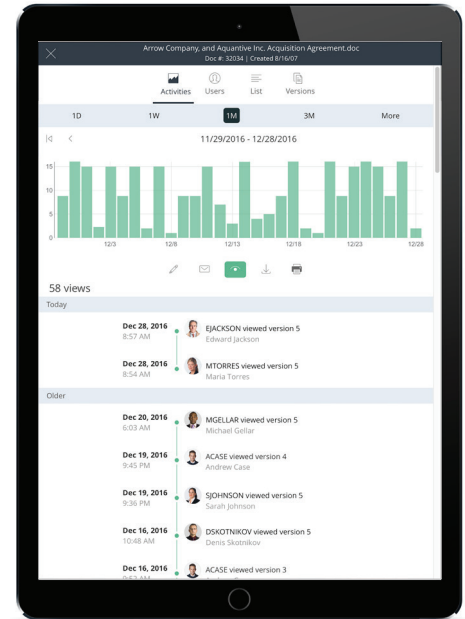 Arrow Company, and Aquantive Inc. Acquisition Agreement.doc
Doc #: 32034 | Created 8/16/07
Activities Users List Versions
1D 1W 1M 3M More
11/29/2016 - 12/28/2016
15
10
5
0
12/3 12/8 12/13 12/18 12/23 12/28
58 views
Today
Dec 28, 2016 EJACKSON viewed version 5
8:57 AM Edward Jackson
Dec 28, 2016 MTORRES viewed version 5
8:54 AM Maria Torres
Older
Dec 20, 2016 MGELLAR viewed version 5
6:03 AM Michael Gellar
Dec 19, 2016 ACASE viewed version 4
9:45 PM Andrew Case
Dec 19, 2016 SJOHNSON viewed version 5
9:36 PM Sarah Johnson
Dec 16, 2016 DSKOTNIKOV viewed version 5
10:48 AM Denis Skotnikov
Dec 16, 2016 ACASE viewed version 3